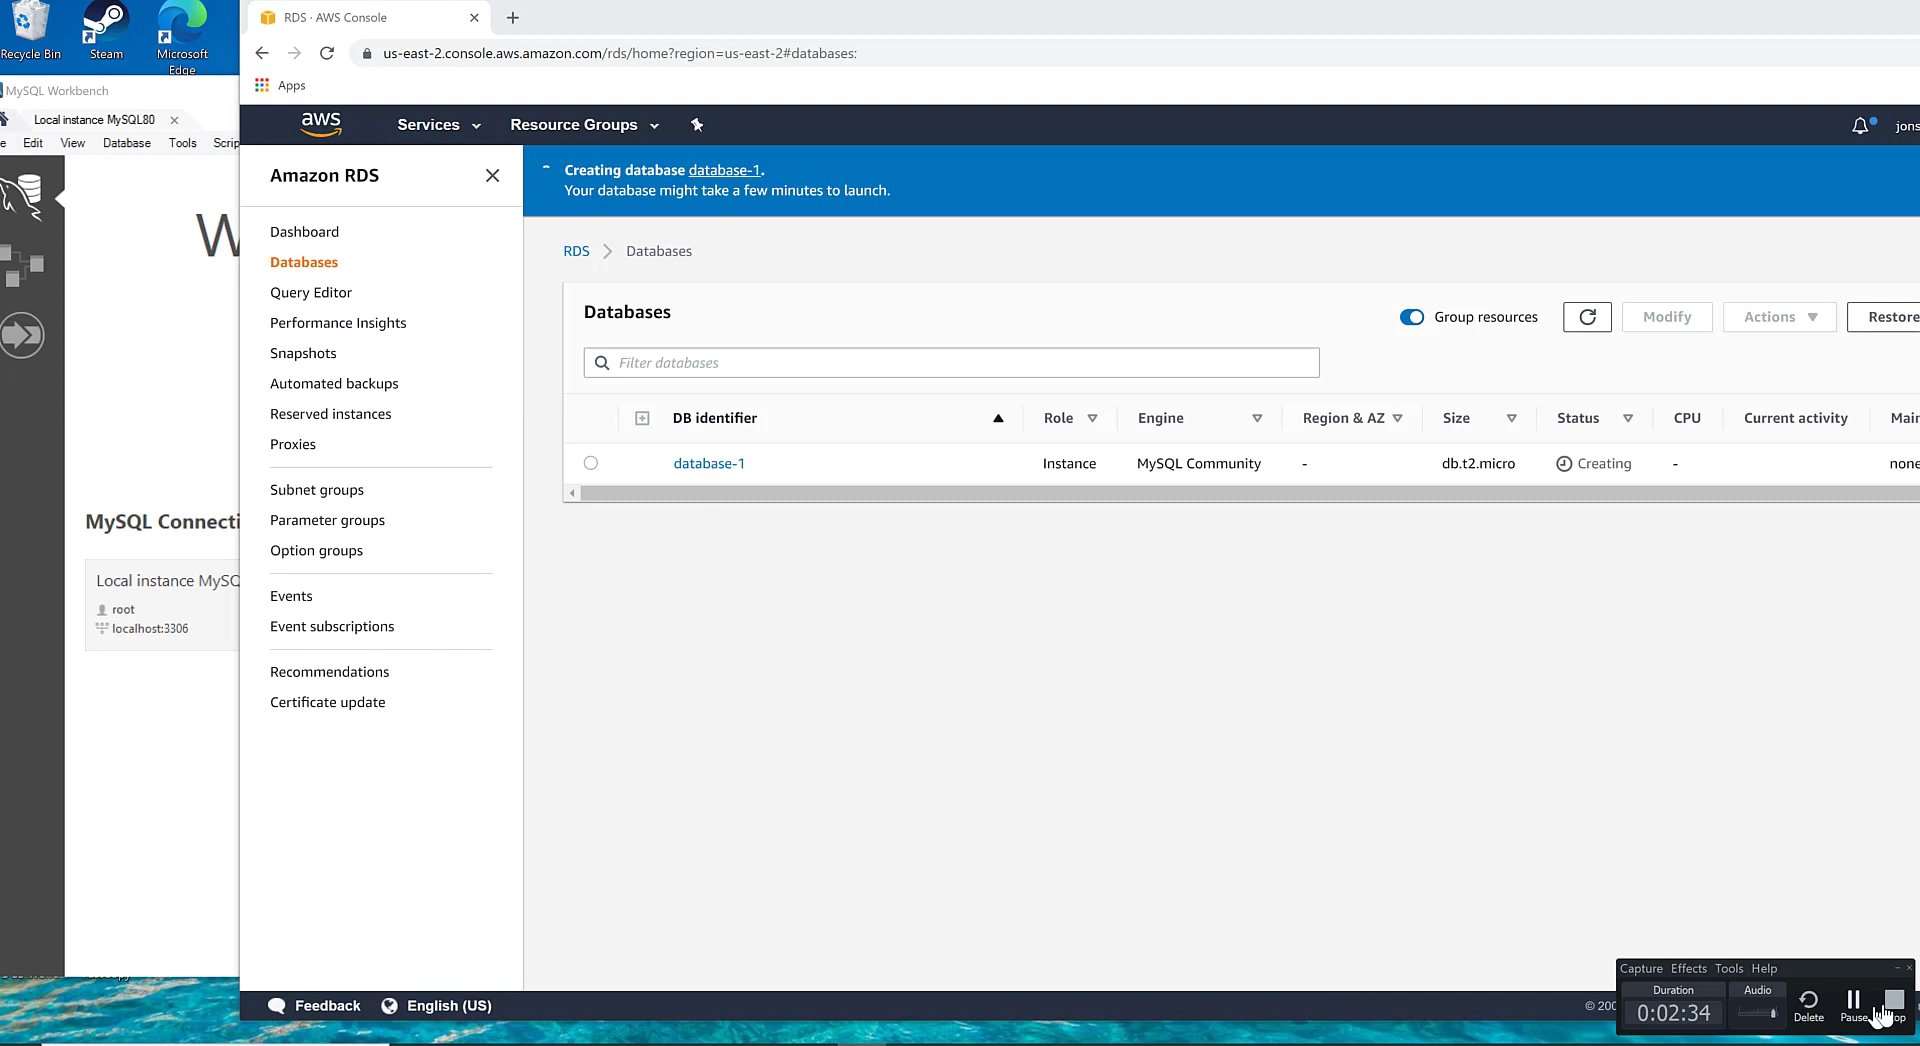 Recycle Bin
Steam
Microsoft
Edge
RDS · AWS Console
us-east-2.console.aws.amazon.com/rds/home?region=us-east-2#databases:
Apps
MySQL Workbench
Local instance MySQL80
Edit View Database Tools Scrip
aws
Services
Resource Groups
jons
Amazon RDS
Dashboard
Databases
Query Editor
Performance Insights
Snapshots
Automated backups
Reserved instances
Proxies
Subnet groups
Parameter groups
Option groups
Events
Event subscriptions
Recommendations
Certificate update
Creating database database-1.
Your database might take a few minutes to launch.
RDS Databases
Databases
Group resources Modify Actions Restore
Filter databases
DB identifier Role Engine Region & AZ Size Status CPU Current activity Main
database-1 Instance MySQL Community - db.t2.micro Creating - none
W
MySQL Connecti
Local instance MySQ
root
localhost:3306
Feedback English (US)
© 200
Capture Effects Tools Help
Duration Audio
0:02:34
Delete Pause